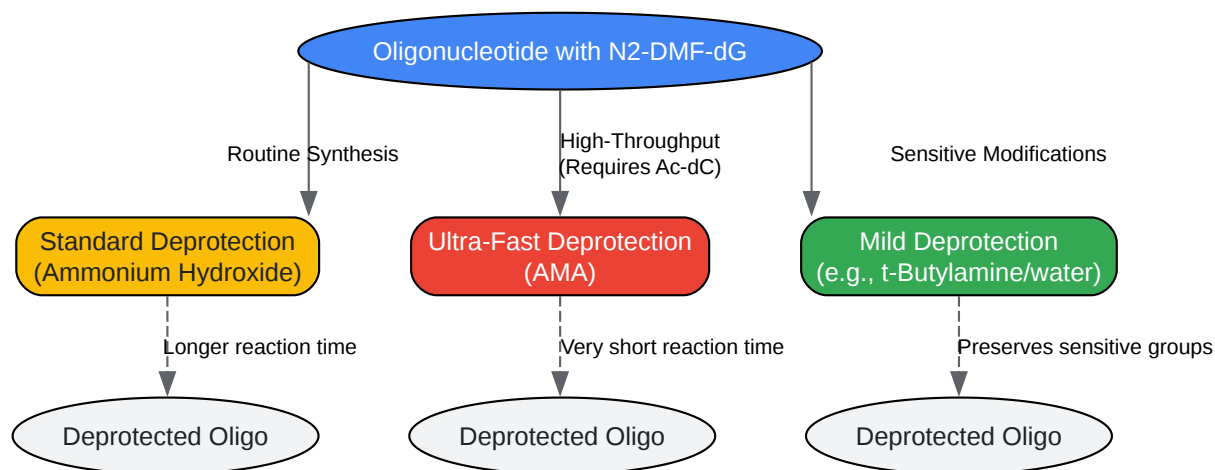 Oligonucleotide with N2-DMF-dG
Routine Synthesis
High-Throughput
(Requires Ac-dC)
Sensitive Modifications
Standard Deprotection
(Ammonium Hydroxide)
Ultra-Fast Deprotection
(AMA)
Mild Deprotection
(e.g., t-Butylamine/water)
Longer reaction time
Very short reaction time
Preserves sensitive groups
Deprotected Oligo
Deprotected Oligo
Deprotected Oligo